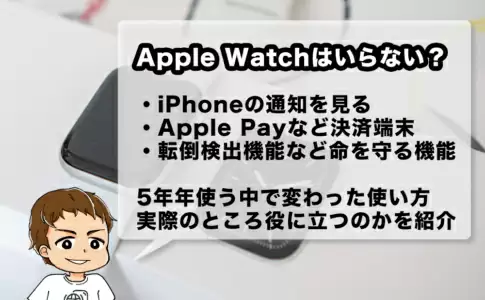 Apple Watchはいらない?
・iPhoneの通知を見る
・Apple Payなど決済端末
・転倒検出機能など命を守る機能
5年年使う中で変わった使い方
実際のところ役に立つのかを紹介